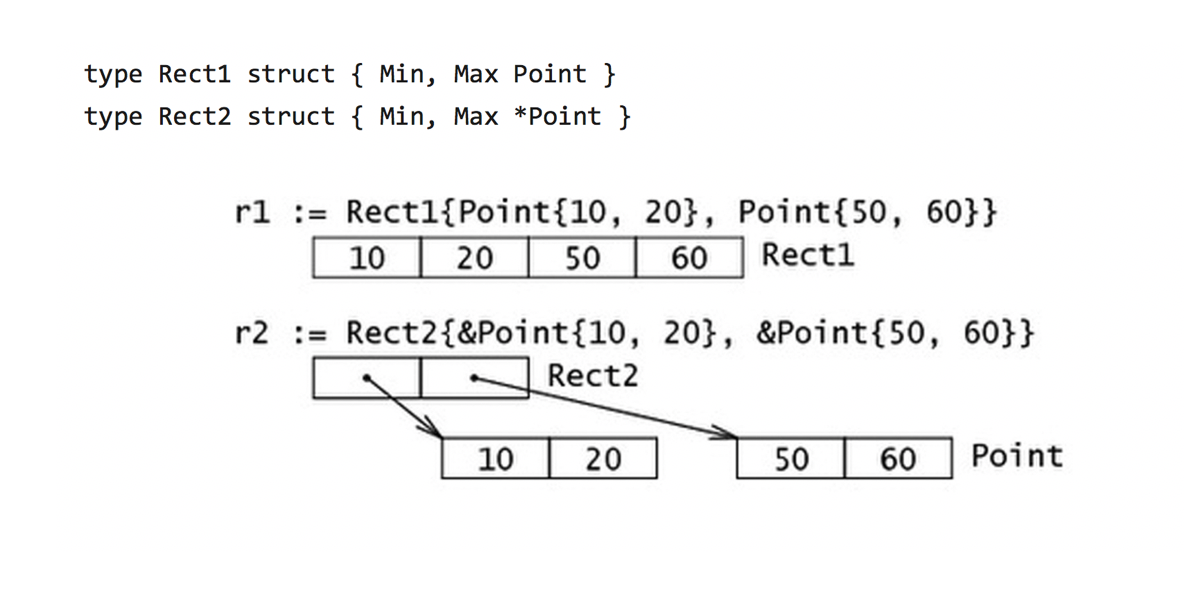 type Rect1 struct { Min, Max Point }
type Rect2 struct { Min, Max *Point }
r1 := Rect1{Point{10, 20}, Point{50, 60}}
10 20 50 60 Rect1
r2 := Rect2{&Point{10, 20}, &Point{50, 60}}
Rect2
10 20 50 60 Point